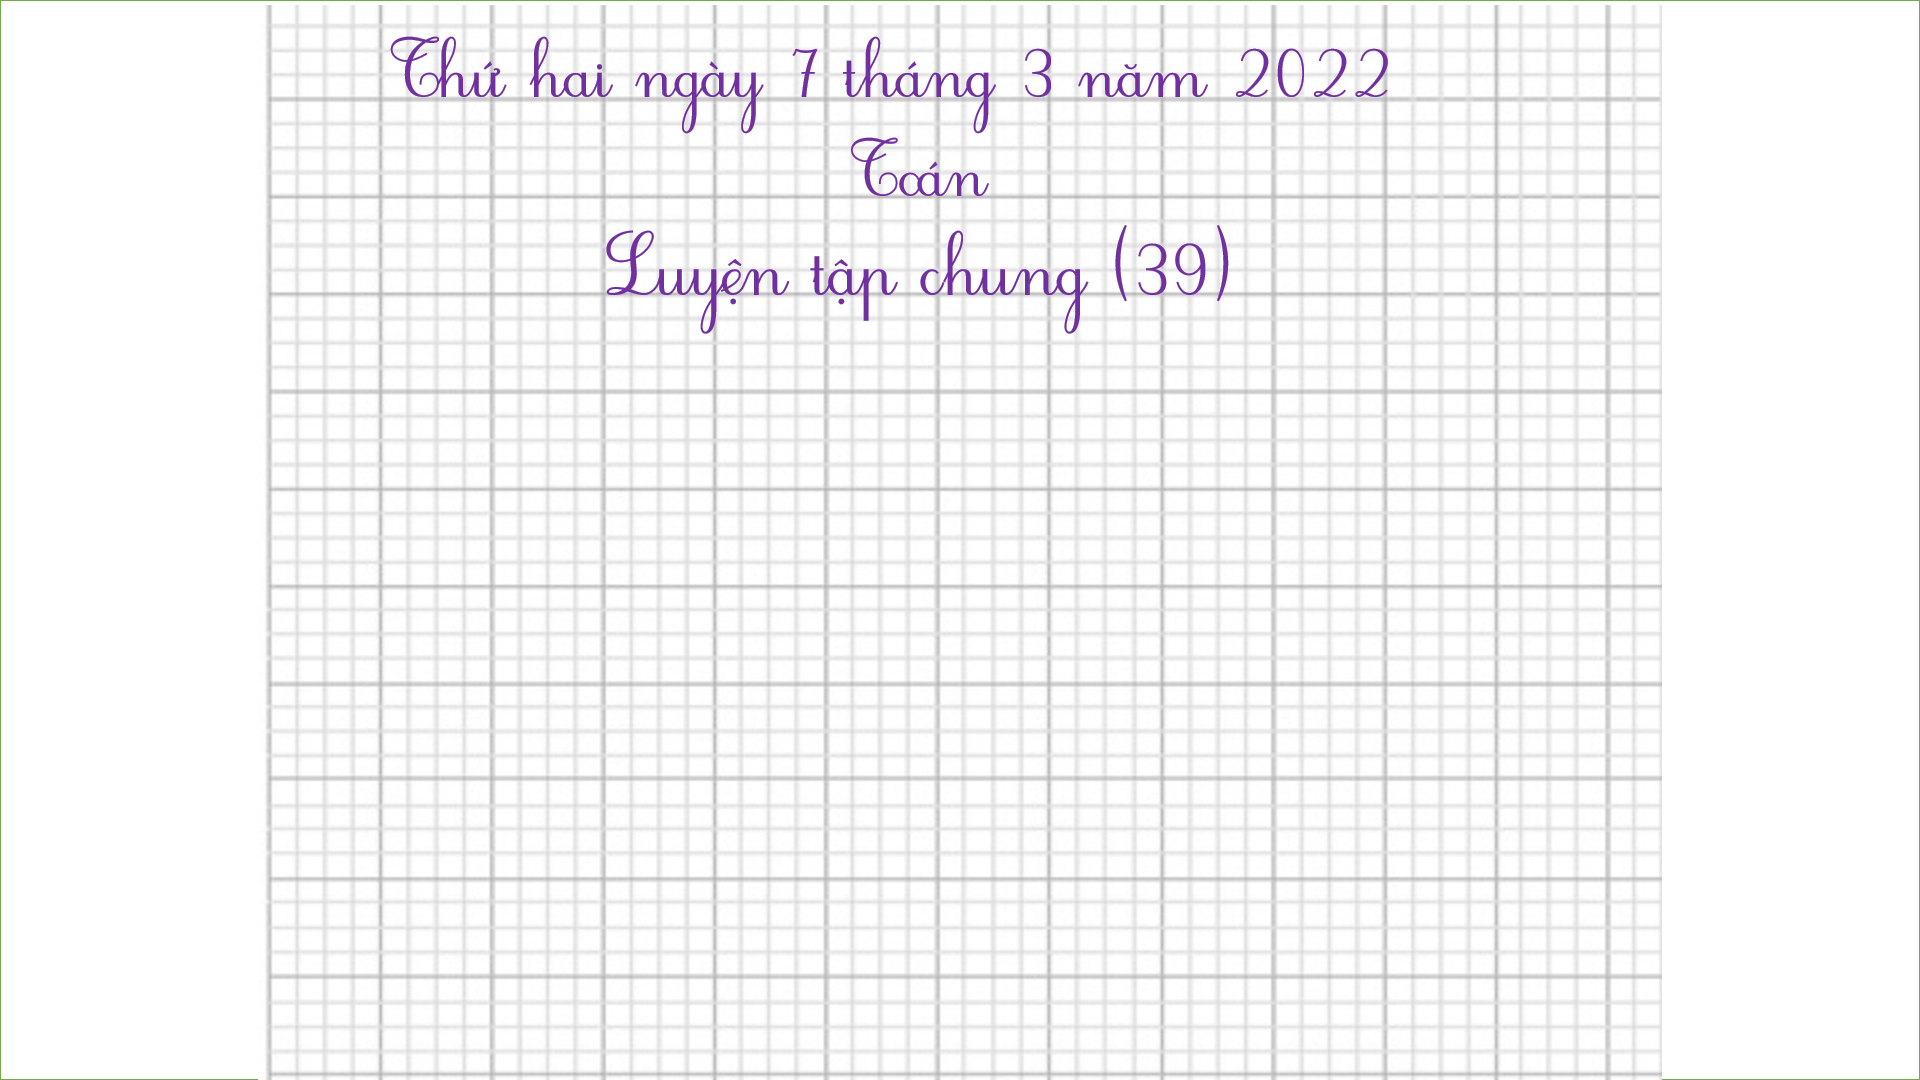 Thứ hai ngày 7 tháng 3 năm 2022
Toán
Luyện tập chung (39)